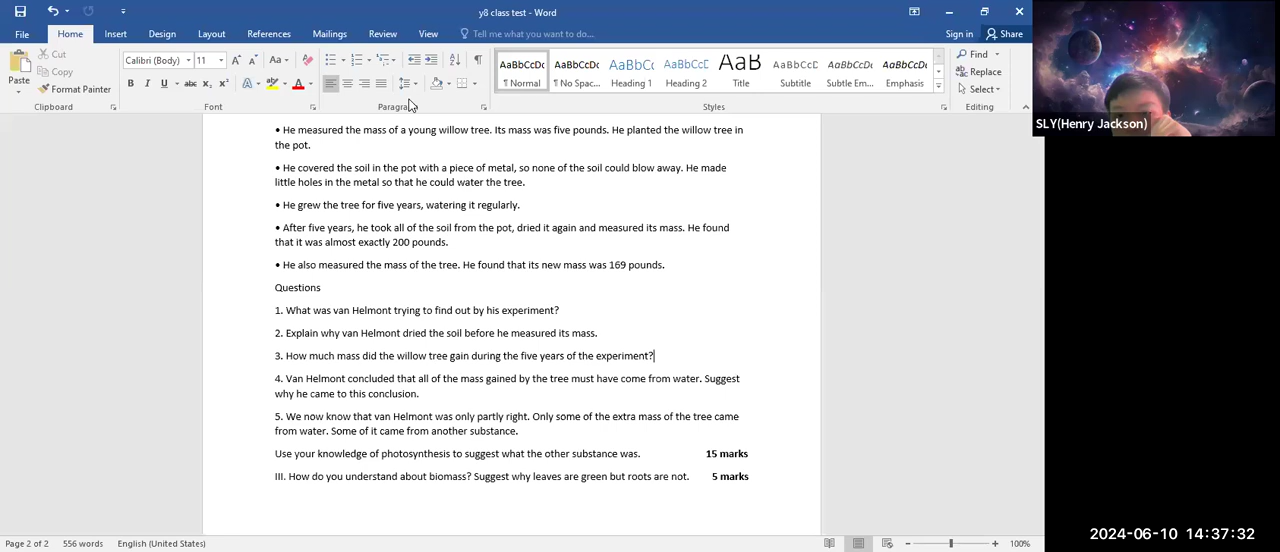 y8 class test - Word
Sign in Share
File Home Insert Design Layout References Mailings Review View Tell me what you want to do...
Paste Cut Copy Format Painter
Calibri (Body) 11
AaBbCcDc AaBbCcDc AaBbCc AaBbCcC AaB AaBbCcC AaBbCcDc AaBbCcDc
¶ Normal ¶ No Spac... Heading 1 Heading 2 Title Subtitle Subtle Em... Emphasis
Find Replace Select
Clipboard Font Paragraph Styles Editing
SLY(Henry Jackson)
• He measured the mass of a young willow tree. Its mass was five pounds. He planted the willow tree in
the pot.
• He covered the soil in the pot with a piece of metal, so none of the soil could blow away. He made
little holes in the metal so that he could water the tree.
• He grew the tree for five years, watering it regularly.
• After five years, he took all of the soil from the pot, dried it again and measured its mass. He found
that it was almost exactly 200 pounds.
• He also measured the mass of the tree. He found that its new mass was 169 pounds.
Questions
1. What was van Helmont trying to find out by his experiment?
2. Explain why van Helmont dried the soil before he measured its mass.
3. How much mass did the willow tree gain during the five years of the experiment?
4. Van Helmont concluded that all of the mass gained by the tree must have come from water. Suggest
why he came to this conclusion.
5. We now know that van Helmont was only partly right. Only some of the extra mass of the tree came
from water. Some of it came from another substance.
Use your knowledge of photosynthesis to suggest what the other substance was. 15 marks
III. How do you understand about biomass? Suggest why leaves are green but roots are not. 5 marks
Page 2 of 2 556 words English (United States) 100%
2024-06-10 14:37:32